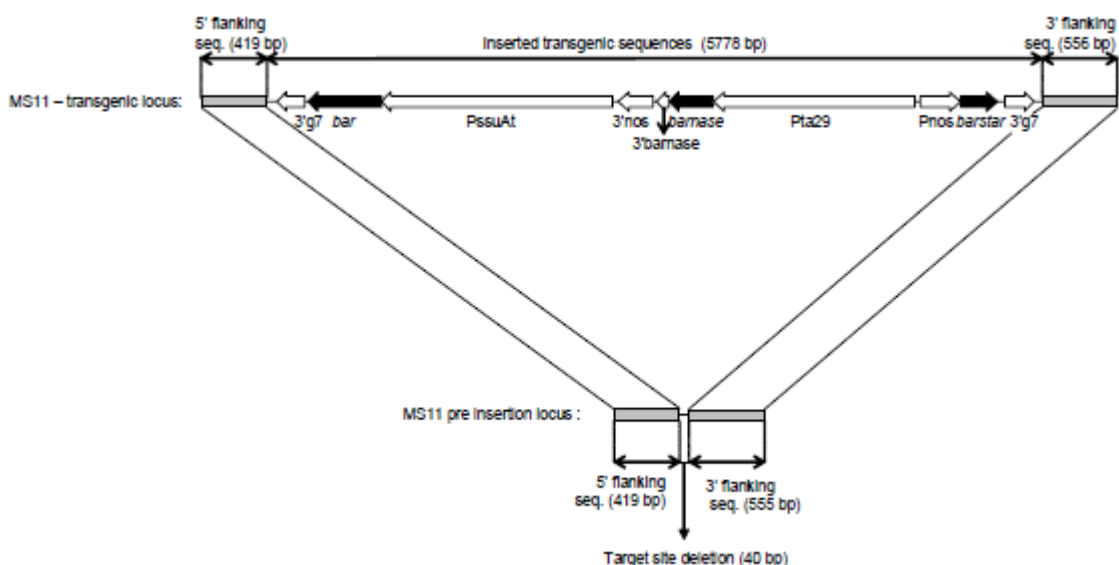 5' flanking
seq. (419 bp)
Inserted transgenic sequences (5778 bp)
3' flanking
seq. (556 bp)
MS11 – transgenic locus:
3'g7 bar PssuAt 3'nos barnase Pta29 Pnos barstar 3'g7
3'barnase
MS11 pre insertion locus :
5' flanking
seq. (419 bp)
3' flanking
seq. (555 bp)
Target site deletion (40 bp)